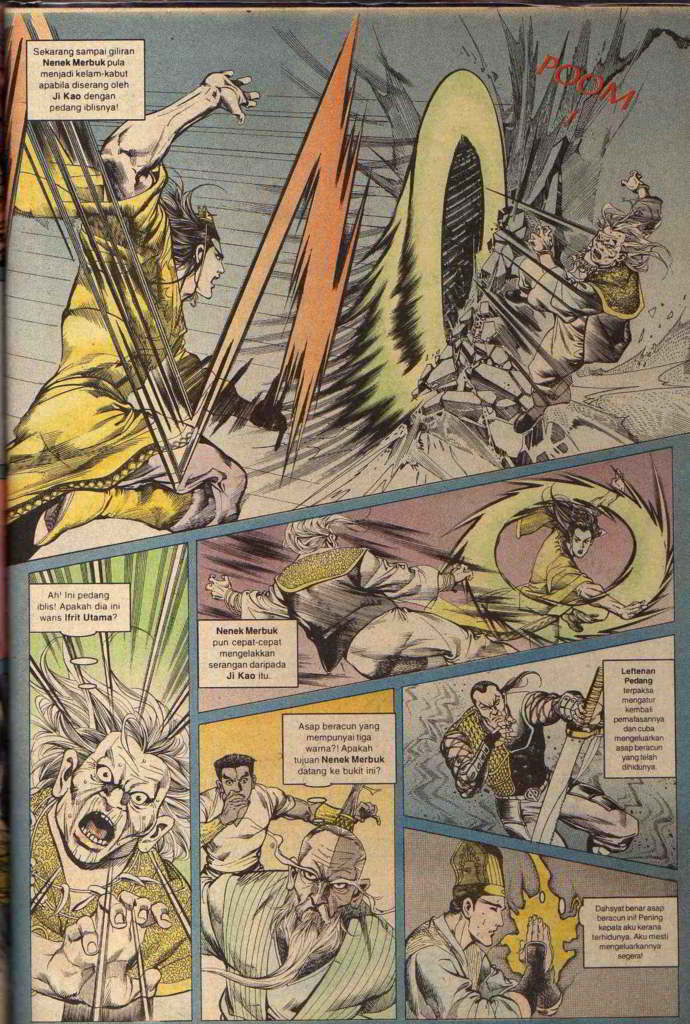 Sekarang sampai giliran
Nenek Merbuk pula
menjadi kelam-kabut
apabila diserang oleh
Ji Kao dengan
pedang iblisnya!
POOM
!
Ah! Ini pedang
iblis! Apakah dia ini
waris Ifrit Utama?
Nenek Merbuk
pun cepat-cepat
mengelakkan
serangan daripada
Ji Kao itu.
Asap beracun yang
mempunyai tiga
warna?! Apakah
tujuan Nenek Merbuk
datang ke bukit ini?
Leftenan
Pedang
terpaksa
mengatur
kembali
pernafasannya
dan cuba
mengeluarkan
asap beracun
yang telah
dihidunya.
Dahsyat benar asap
beracun ini! Pening
kepala aku kerana
terhidunya. Aku mesti
mengeluarkannya
segera!